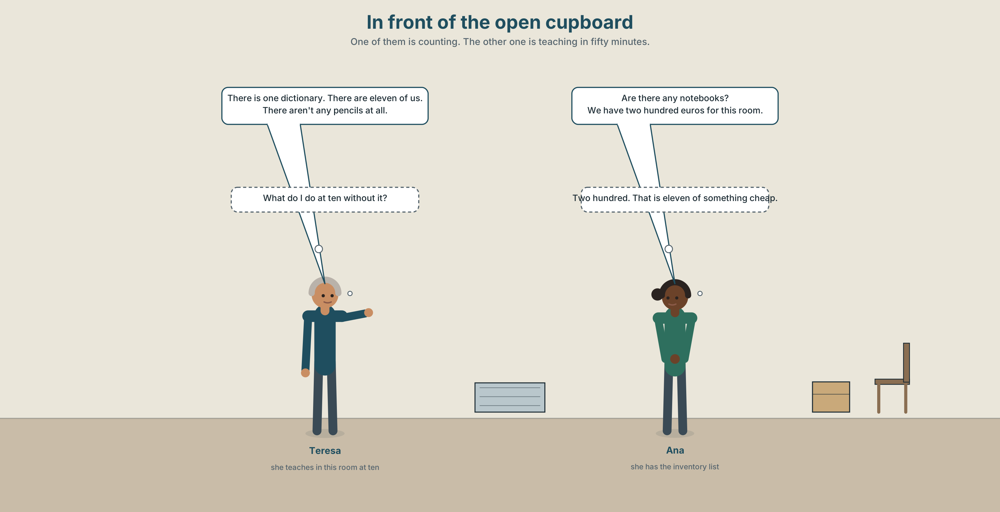 In front of the open cupboard
One of them is counting. The other one is teaching in fifty minutes.
There is one dictionary. There are eleven of us.
There aren't any pencils at all.
Are there any notebooks?
We have two hundred euros for this room.
What do I do at ten without it?
Two hundred. That is eleven of something cheap.
Teresa
she teaches in this room at ten
Ana
she has the inventory list